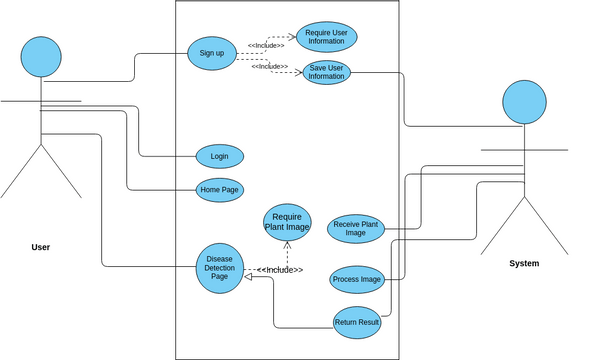 Require User
Information
<<Include>>
Sign up
<<Include>>
Save User
Information
Login
Home Page
Require
Plant Image
Receive Plant
Image
User
Disease
Detection
Page
<<Include>>
System
Process Image
Return Result